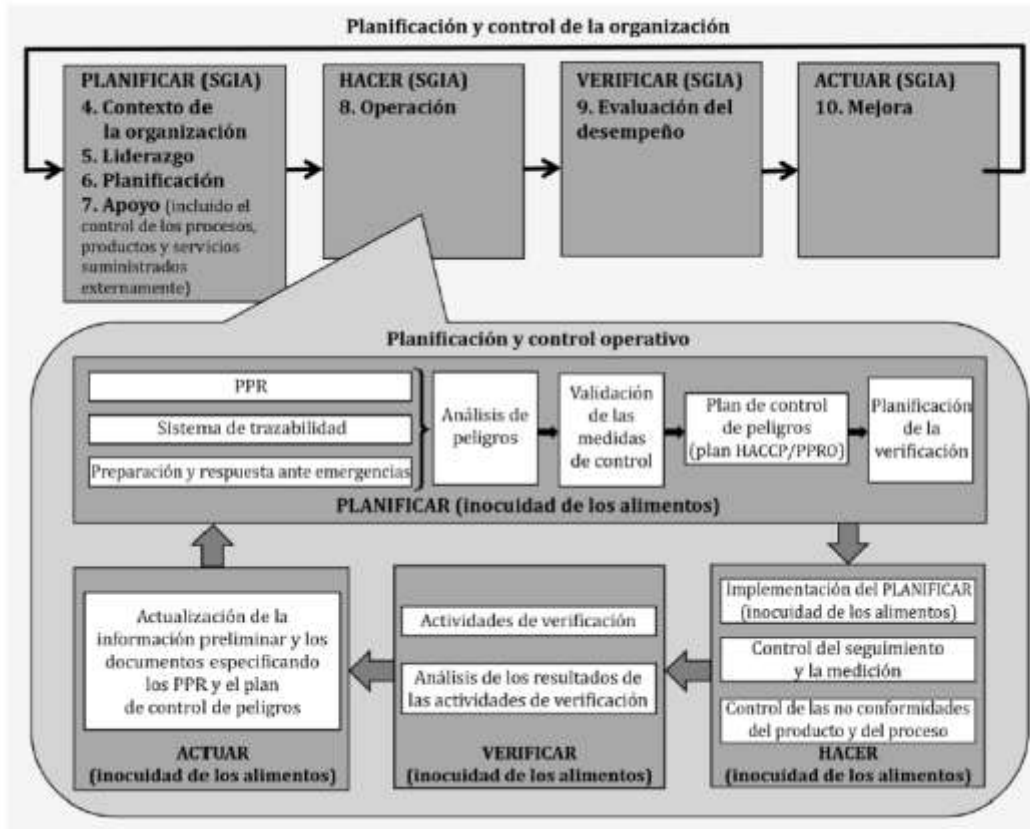 Planificación y control de la organización
PLANIFICAR (SGIA)
4. Contexto de
la organización
5. Liderazgo
6. Planificación
7. Apoyo (incluido el
control de los procesos,
productos y servicios
suministrados
externamente)
HACER (SGIA)
8. Operación
VERIFICAR (SGIA)
9. Evaluación del
desempeño
ACTUAR (SGIA)
10. Mejora
Planificación y control operativo
PPR
Sistema de trazabilidad
Preparación y respuesta ante emergencias
Análisis de
peligros
Validación
de las
medidas
de control
Plan de control
de peligros
(plan HACCP/PPRO)
Planificación
de la
verificación
PLANIFICAR (inocuidad de los alimentos)
Implementación del PLANIFICAR
(inocuidad de los alimentos)
Control del seguimiento
y la medición
Control de las no conformidades
del producto y del proceso
HACER
(inocuidad de los alimentos)
Actividades de verificación
Análisis de los resultados de
las actividades de verificación
VERIFICAR
(inocuidad de los alimentos)
Actualización de la
información preliminar y los
documentos especificando
los PPR y el plan
de control de peligros
ACTUAR
(inocuidad de los alimentos)